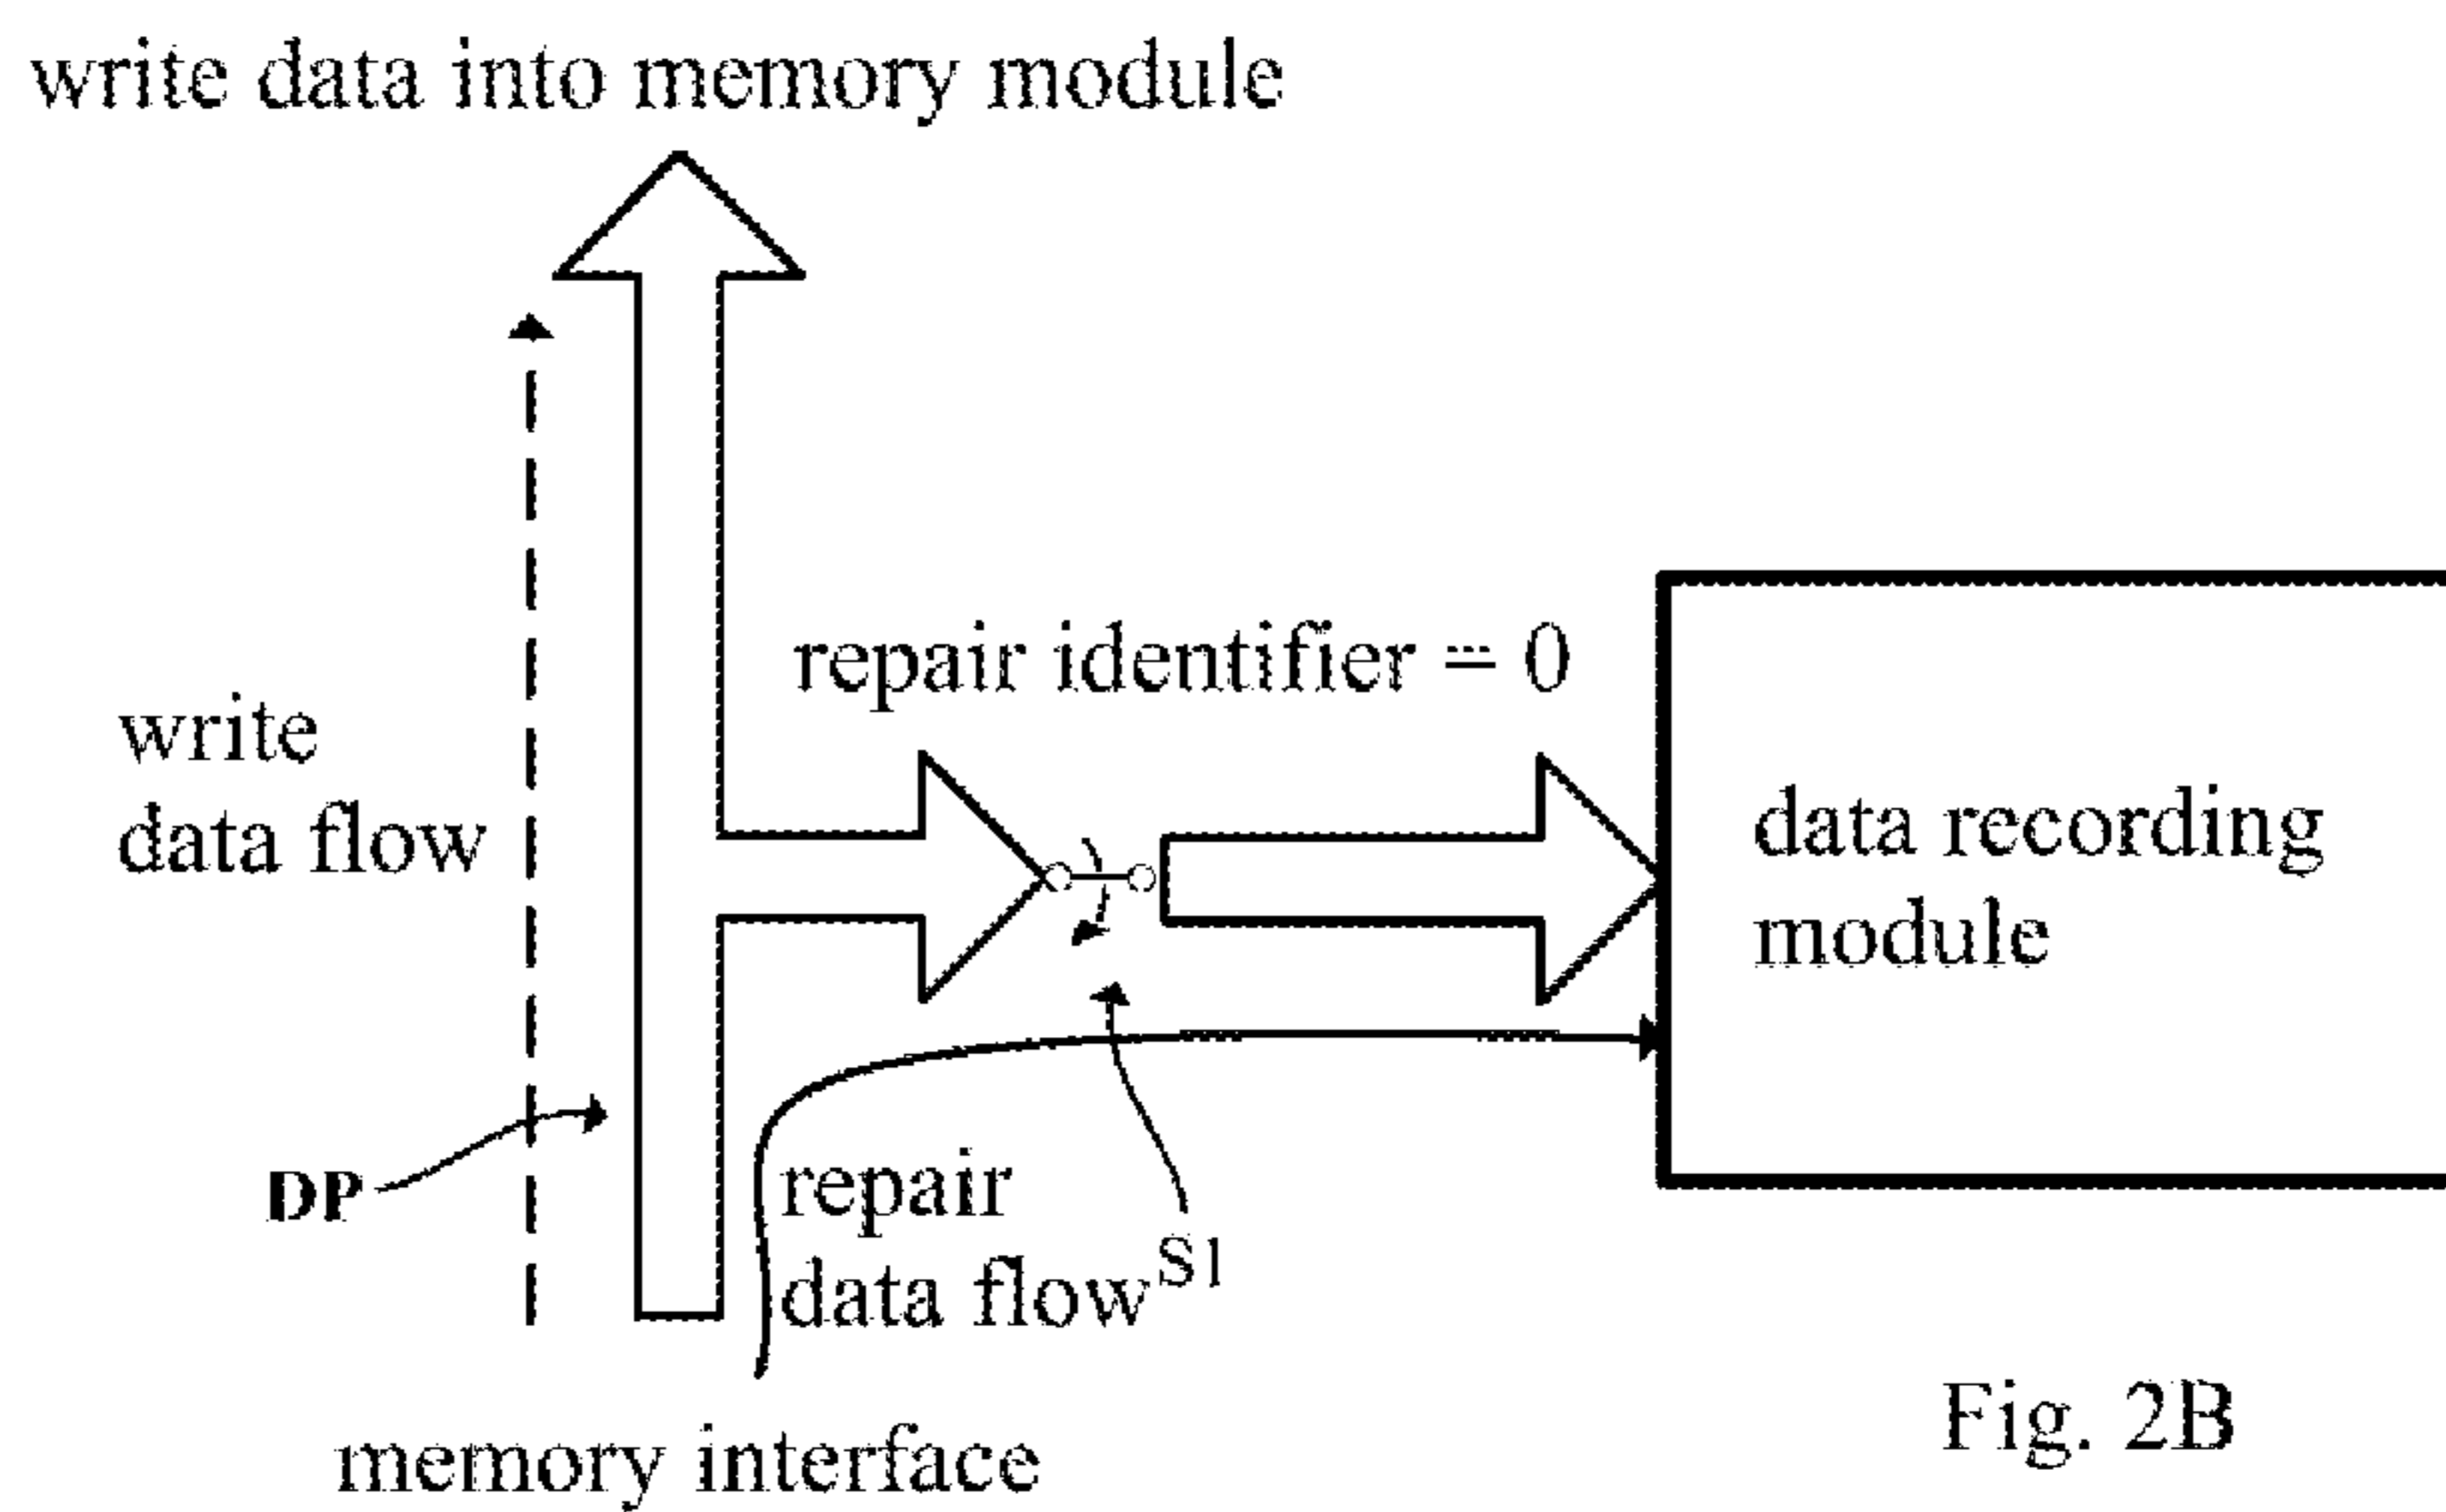 write data into memory module
repair identifier = 0
write
data flow
data recording
module
DP
repair
data flow
S1
memory interface
Fig. 2B